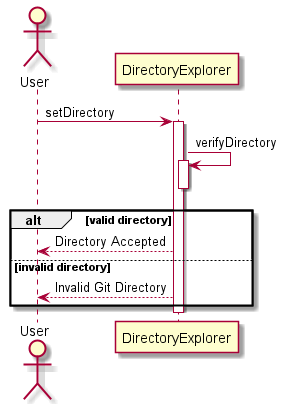 User
DirectoryExplorer
setDirectory
verifyDirectory
alt [valid directory]
Directory Accepted
[invalid directory]
Invalid Git Directory
User
DirectoryExplorer